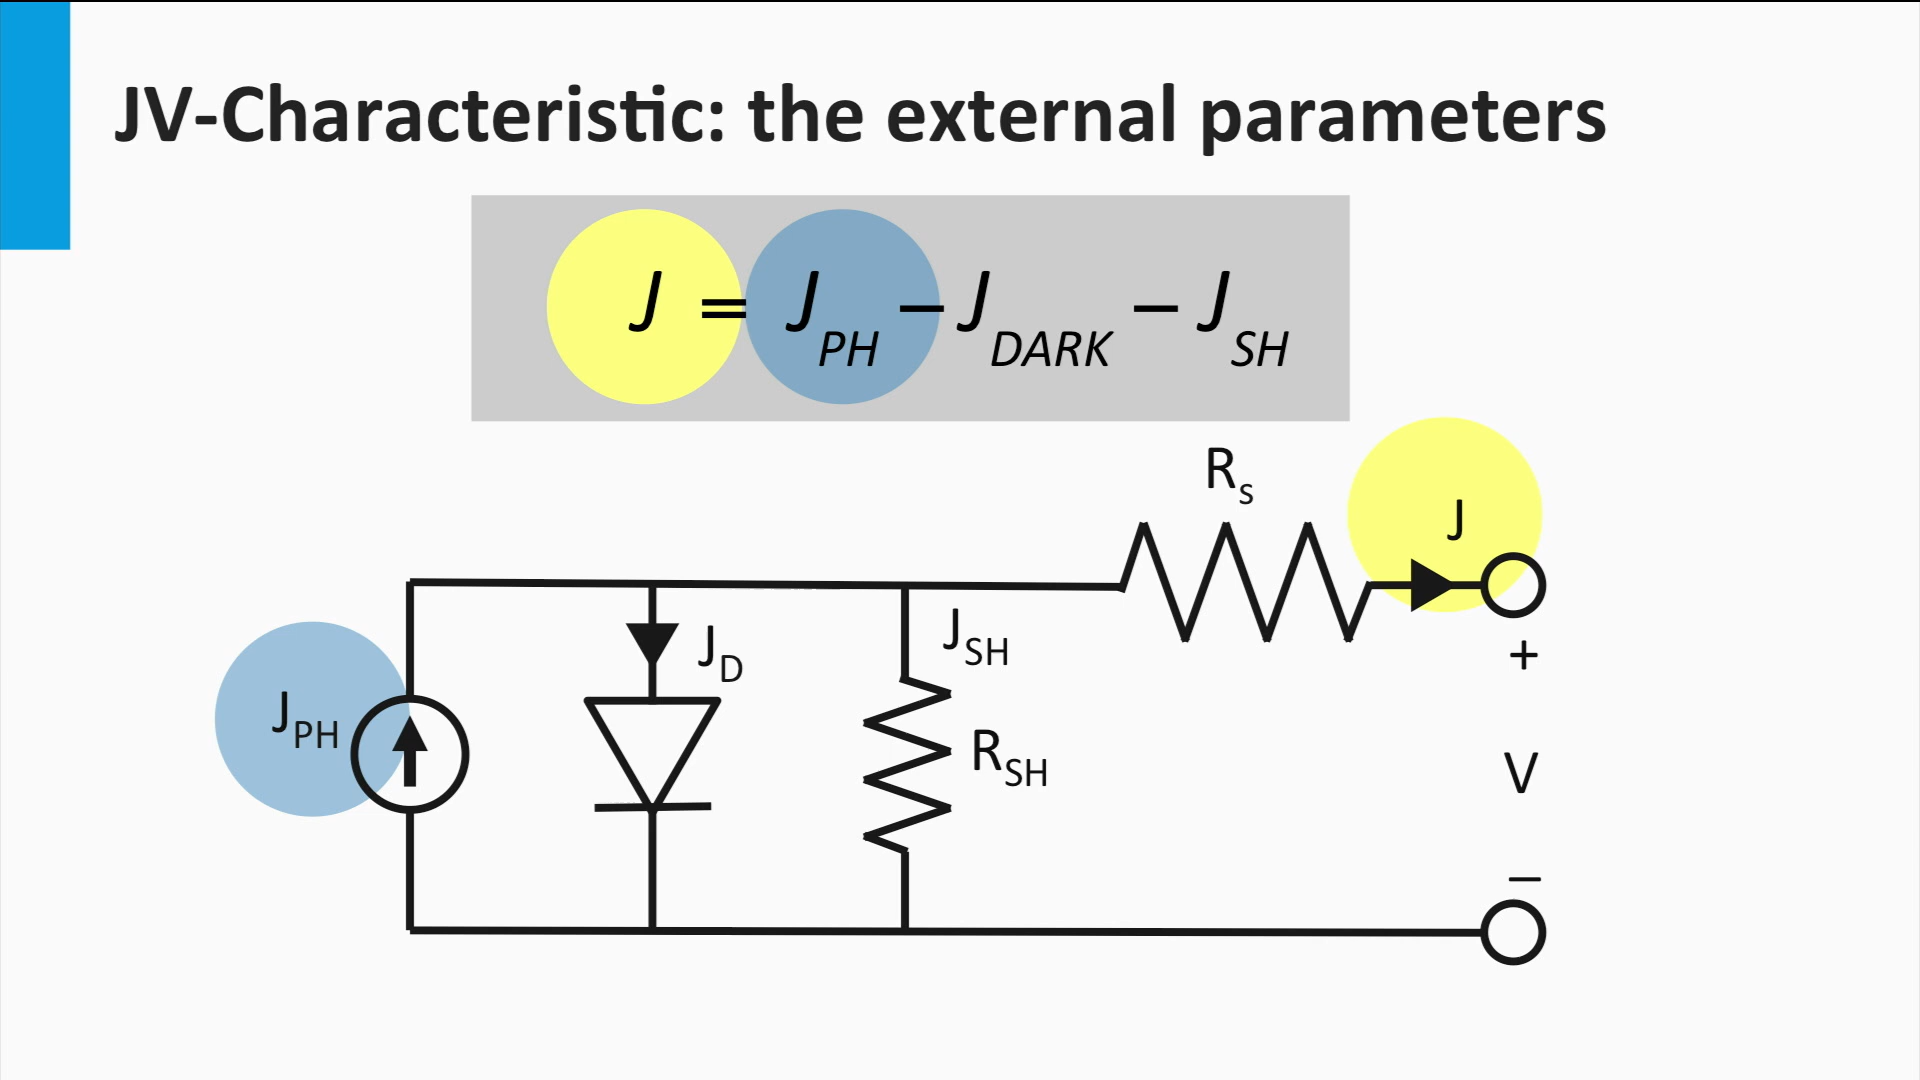 JV-Characteristic: the external parameters
J = J_PH – J_DARK – J_SH
R_s
J
J_D
J_SH
+
J_PH
R_SH
V
–